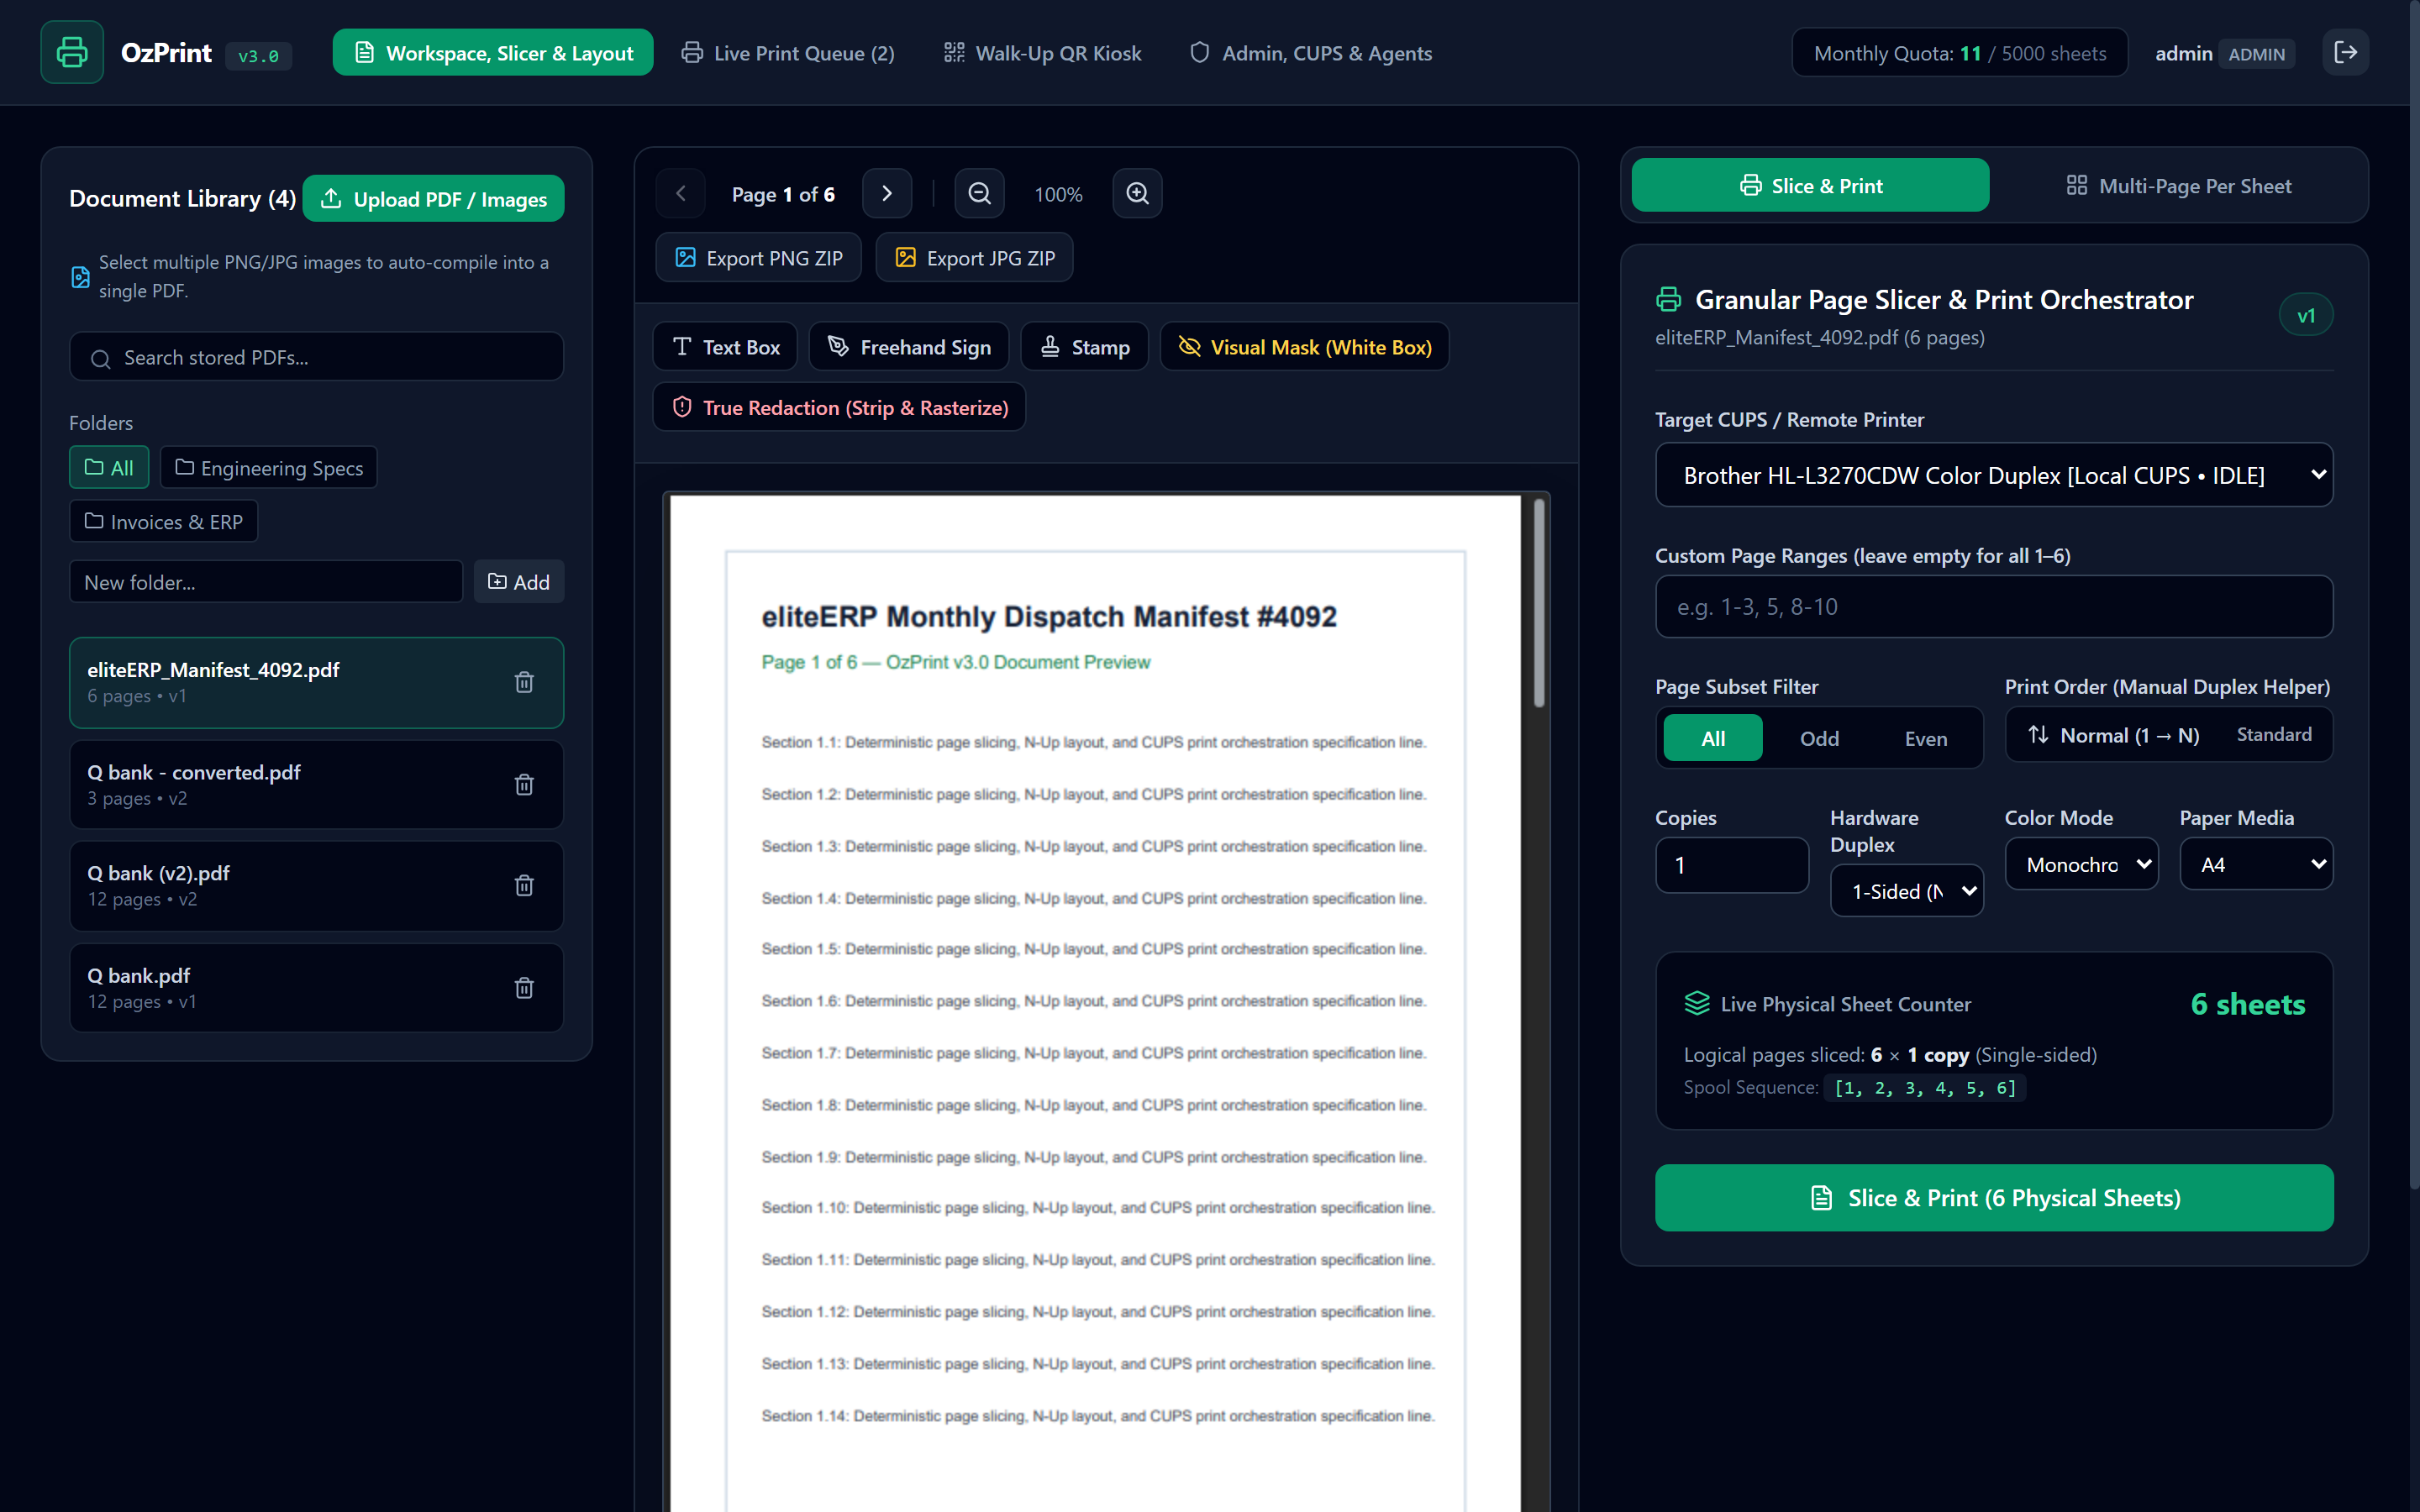 OzPrint v3.0
Workspace, Slicer & Layout
Live Print Queue (2)
Walk-Up QR Kiosk
Admin, CUPS & Agents
Monthly Quota: 11 / 5000 sheets
admin ADMIN
Document Library (4)
Upload PDF / Images
Select multiple PNG/JPG images to auto-compile into a
single PDF.
Search stored PDFs...
Folders
All
Engineering Specs
Invoices & ERP
New folder...
Add
eliteERP_Manifest_4092.pdf
6 pages • v1
Q bank - converted.pdf
3 pages • v2
Q bank (v2).pdf
12 pages • v2
Q bank.pdf
12 pages • v1
Page 1 of 6
100%
Export PNG ZIP
Export JPG ZIP
Text Box
Freehand Sign
Stamp
Visual Mask (White Box)
True Redaction (Strip & Rasterize)
eliteERP Monthly Dispatch Manifest #4092
Page 1 of 6 — OzPrint v3.0 Document Preview
Section 1.1: Deterministic page slicing, N-Up layout, and CUPS print orchestration specification line.
Section 1.2: Deterministic page slicing, N-Up layout, and CUPS print orchestration specification line.
Section 1.3: Deterministic page slicing, N-Up layout, and CUPS print orchestration specification line.
Section 1.4: Deterministic page slicing, N-Up layout, and CUPS print orchestration specification line.
Section 1.5: Deterministic page slicing, N-Up layout, and CUPS print orchestration specification line.
Section 1.6: Deterministic page slicing, N-Up layout, and CUPS print orchestration specification line.
Section 1.7: Deterministic page slicing, N-Up layout, and CUPS print orchestration specification line.
Section 1.8: Deterministic page slicing, N-Up layout, and CUPS print orchestration specification line.
Section 1.9: Deterministic page slicing, N-Up layout, and CUPS print orchestration specification line.
Section 1.10: Deterministic page slicing, N-Up layout, and CUPS print orchestration specification line.
Section 1.11: Deterministic page slicing, N-Up layout, and CUPS print orchestration specification line.
Section 1.12: Deterministic page slicing, N-Up layout, and CUPS print orchestration specification line.
Section 1.13: Deterministic page slicing, N-Up layout, and CUPS print orchestration specification line.
Section 1.14: Deterministic page slicing, N-Up layout, and CUPS print orchestration specification line.
Slice & Print
Multi-Page Per Sheet
Granular Page Slicer & Print Orchestrator
v1
eliteERP_Manifest_4092.pdf (6 pages)
Target CUPS / Remote Printer
Brother HL-L3270CDW Color Duplex [Local CUPS • IDLE]
Custom Page Ranges (leave empty for all 1–6)
e.g. 1-3, 5, 8-10
Page Subset Filter
All
Odd
Even
Print Order (Manual Duplex Helper)
Normal (1 → N)
Standard
Copies
1
Hardware
Duplex
1-Sided (N
Color Mode
Monochro
Paper Media
A4
Live Physical Sheet Counter
6 sheets
Logical pages sliced: 6 × 1 copy (Single-sided)
Spool Sequence: [1, 2, 3, 4, 5, 6]
Slice & Print (6 Physical Sheets)